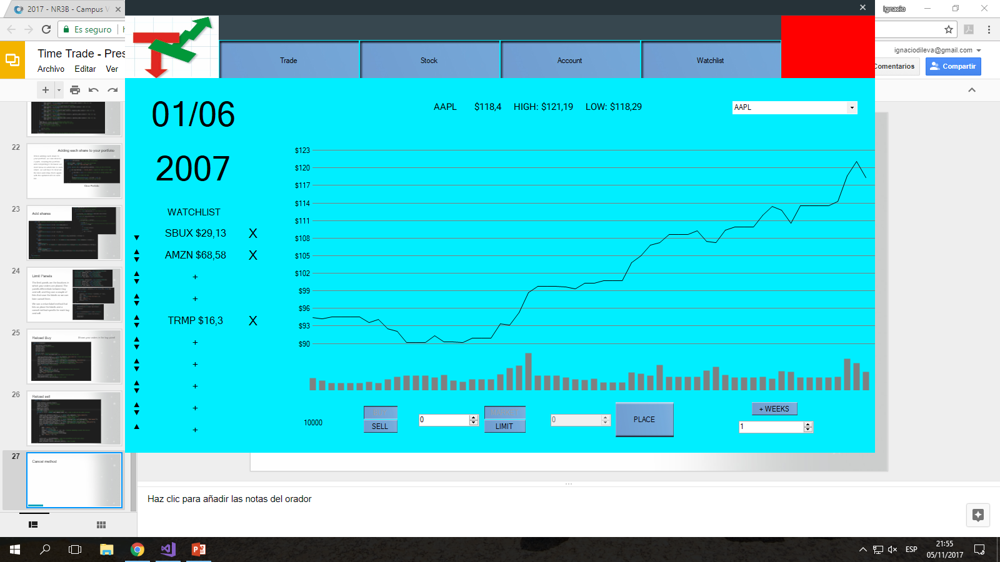 2017 - NR3B - Campus V
Ignacio
Es seguro
Time Trade - Pres
Archivo Editar Ver
ignaciodileva@gmail.com
Comentarios
Compartir
Trade
Stock
Account
Watchlist
01/06
2007
AAPL $118,4 HIGH: $121,19 LOW: $118,29
AAPL
WATCHLIST
SBUX $29,13 X
AMZN $68,58 X
+
+
TRMP $16,3 X
+
+
+
+
+
$123
$120
$117
$114
$111
$108
$105
$102
$99
$96
$93
$90
10000
BUY
SELL
0
MARKET
LIMIT
0
PLACE
+ WEEKS
1
22
Adding each share to your portfolio
23
Add shares
24
Limit Panels
25
Reload Buy
26
Reload sell
27
Cancel method
Haz clic para añadir las notas del orador
ESP
21:55
05/11/2017